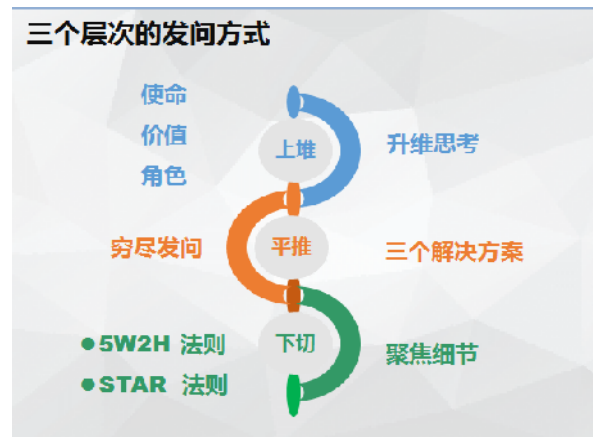 三个层次的发问方式
使命
价值
角色
上堆
升维思考
穷尽发问
平推
三个解决方案
●5W2H 法则
●STAR 法则
下切
聚焦细节